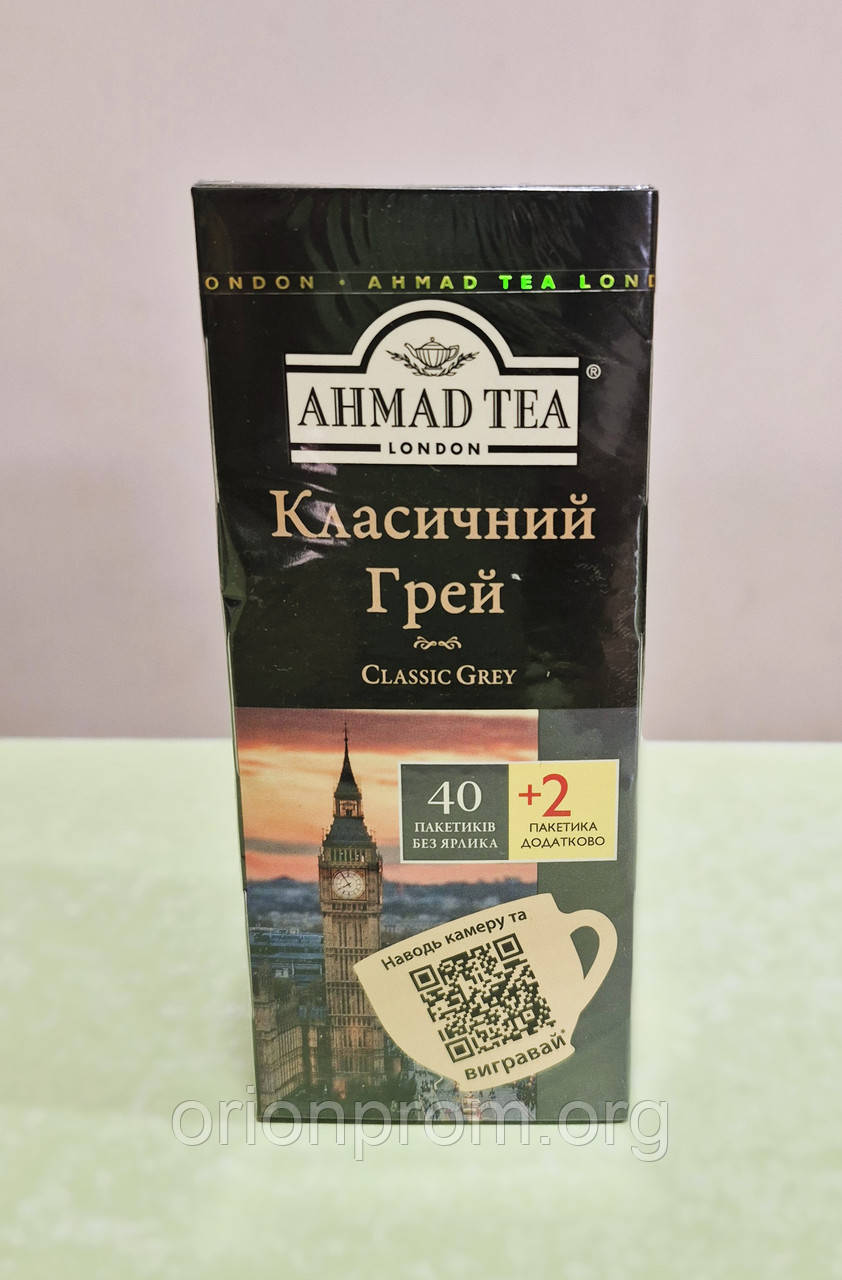 ONDON • AHMAD TEA LOND
AHMAD TEA®
LONDON
Класичний
Грей
CLASSIC GREY
40
ПАКЕТИКІВ
БЕЗ ЯРЛИКА
+2
ПАКЕТИКА
ДОДАТКОВО
Наводь камеру та
вигравай*
orionprom.org